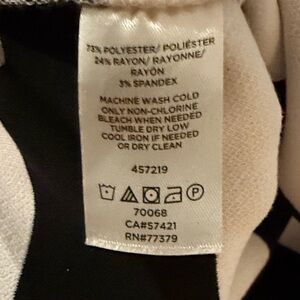 73% POLYESTER/ POLIÉSTER
24% RAYON/ RAYONNE/
RAYÓN
3% SPANDEX
MACHINE WASH COLD
ONLY NON-CHLORINE
BLEACH WHEN NEEDED
TUMBLE DRY LOW
COOL IRON IF NEEDED
OR DRY CLEAN
457219
P
70068
CA#57421
RN#77379